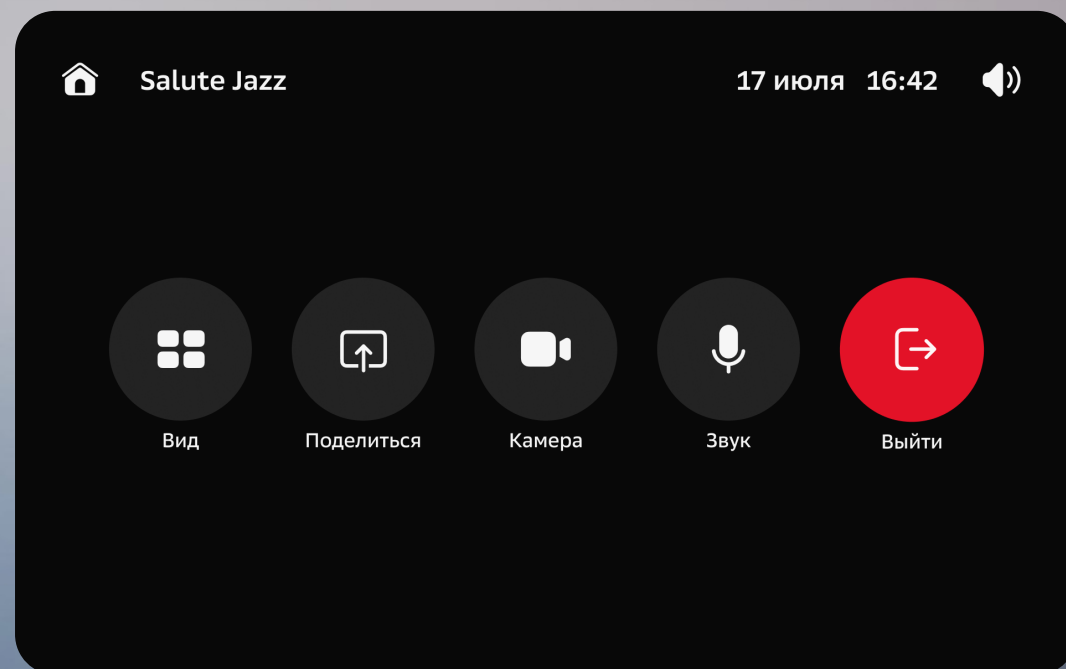 Salute Jazz
17 июля 16:42
Вид
Поделиться
Камера
Звук
Выйти